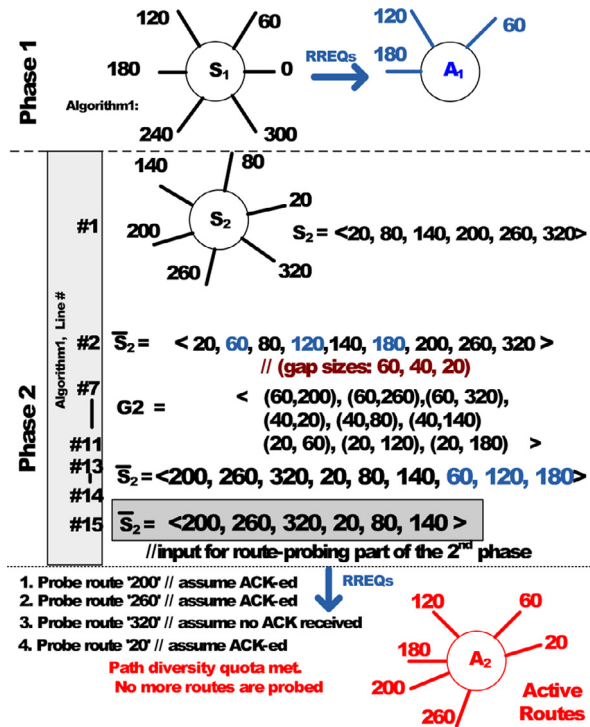 Phase 1
120
60
180
S1
0
Algorithm1:
240
300
RREQs
120
60
180
A1
Phase 2
Algorithm1, Line #
#1
140
80
20
S2
200
260
320
S2 = <20, 80, 140, 200, 260, 320>
#2
S̅2 = < 20, 60, 80, 120,140, 180, 200, 260, 320 >
// (gap sizes: 60, 40, 20)
#7
#11
G2 =
< (60,200), (60,260),(60, 320),
(40,20), (40,80), (40,140)
(20, 60), (20, 120), (20, 180) >
#13
#14
S̅2 = <200, 260, 320, 20, 80, 140, 60, 120, 180>
#15
S̅2 = <200, 260, 320, 20, 80, 140 >
//input for route-probing part of the 2nd phase
1. Probe route '200' // assume ACK-ed
2. Probe route '260' // assume ACK-ed
3. Probe route '320' // assume no ACK received
4. Probe route '20' // assume ACK-ed
Path diversity quota met.
No more routes are probed
RREQs
120
60
180
20
A2
200
260
Active
Routes